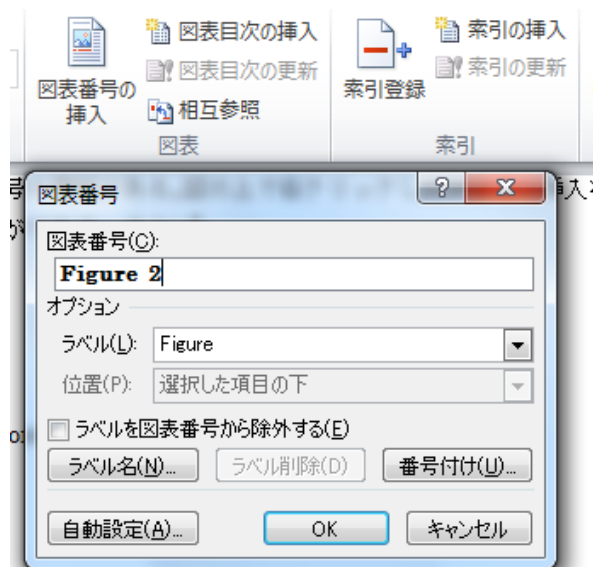 図表目次の挿入
図表目次の更新
相互参照
図表番号の
挿入
図表
索引登録
索引の挿入
索引の更新
索引
図表番号
挿入
が
図表番号(C):
Figure 2
オプション
ラベル(L): Figure
位置(P): 選択した項目の下
ラベルを図表番号から除外する(E)
ラベル名(N)... ラベル削除(D) 番号付け(U)...
自動設定(A)... OK キャンセル